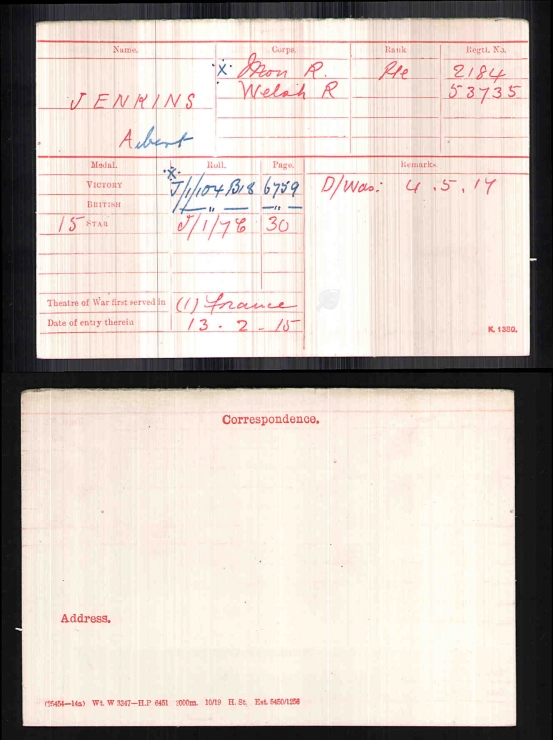 Name. Corps. Rank Regtl. No.
·X· Mon R. Pte 2184
JENKINS Welsh R 53735
Albert
Medal. Roll. Page. Remarks.
VICTORY ·X· J/1/104 B18 6759 D/Was: 4.5.17
BRITISH —„— —„—
15 STAR J/1/7C 30
Theatre of War first served in (1) France
Date of entry therein 13.2.15
K. 1380.
Correspondence.
Address.
(25454—14a) Wt. W 3347—H.P 6451 2000m. 10/19 H. St. Est. 5450/1256